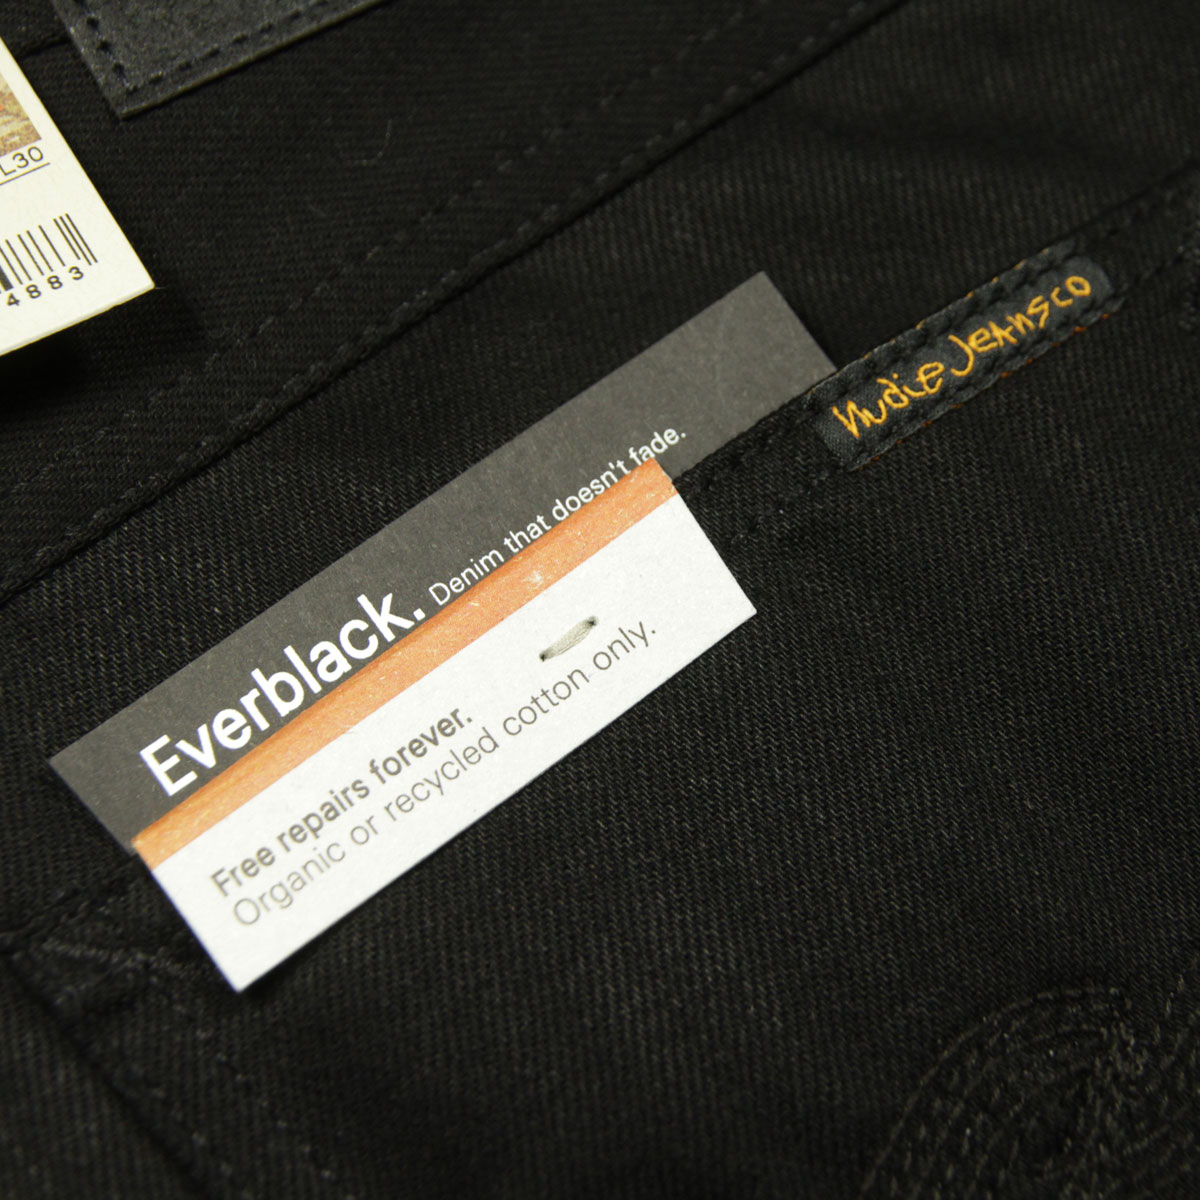 L30
4883
nudie Jeans co
Everblack. Denim that doesn't fade.
Free repairs forever.
Organic or recycled cotton only.